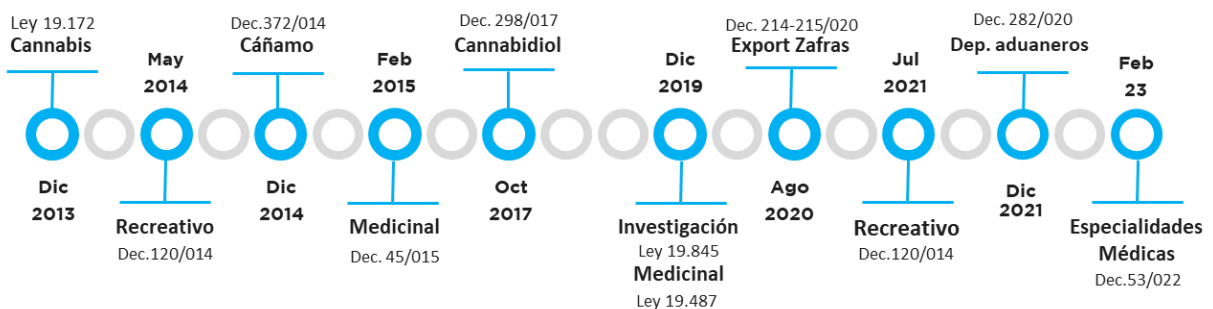 Ley 19.172
Cannabis
Dic
2013
May
2014
Recreativo
Dec.120/014
Dec.372/014
Cáñamo
Dic
2014
Feb
2015
Medicinal
Dec. 45/015
Dec. 298/017
Cannabidiol
Oct
2017
Dic
2019
Investigación
Ley 19.845
Medicinal
Ley 19.487
Dec. 214-215/020
Export Zafras
Ago
2020
Jul
2021
Recreativo
Dec.120/014
Dec. 282/020
Dep. aduaneros
Dic
2021
Feb
23
Especialidades
Médicas
Dec.53/022